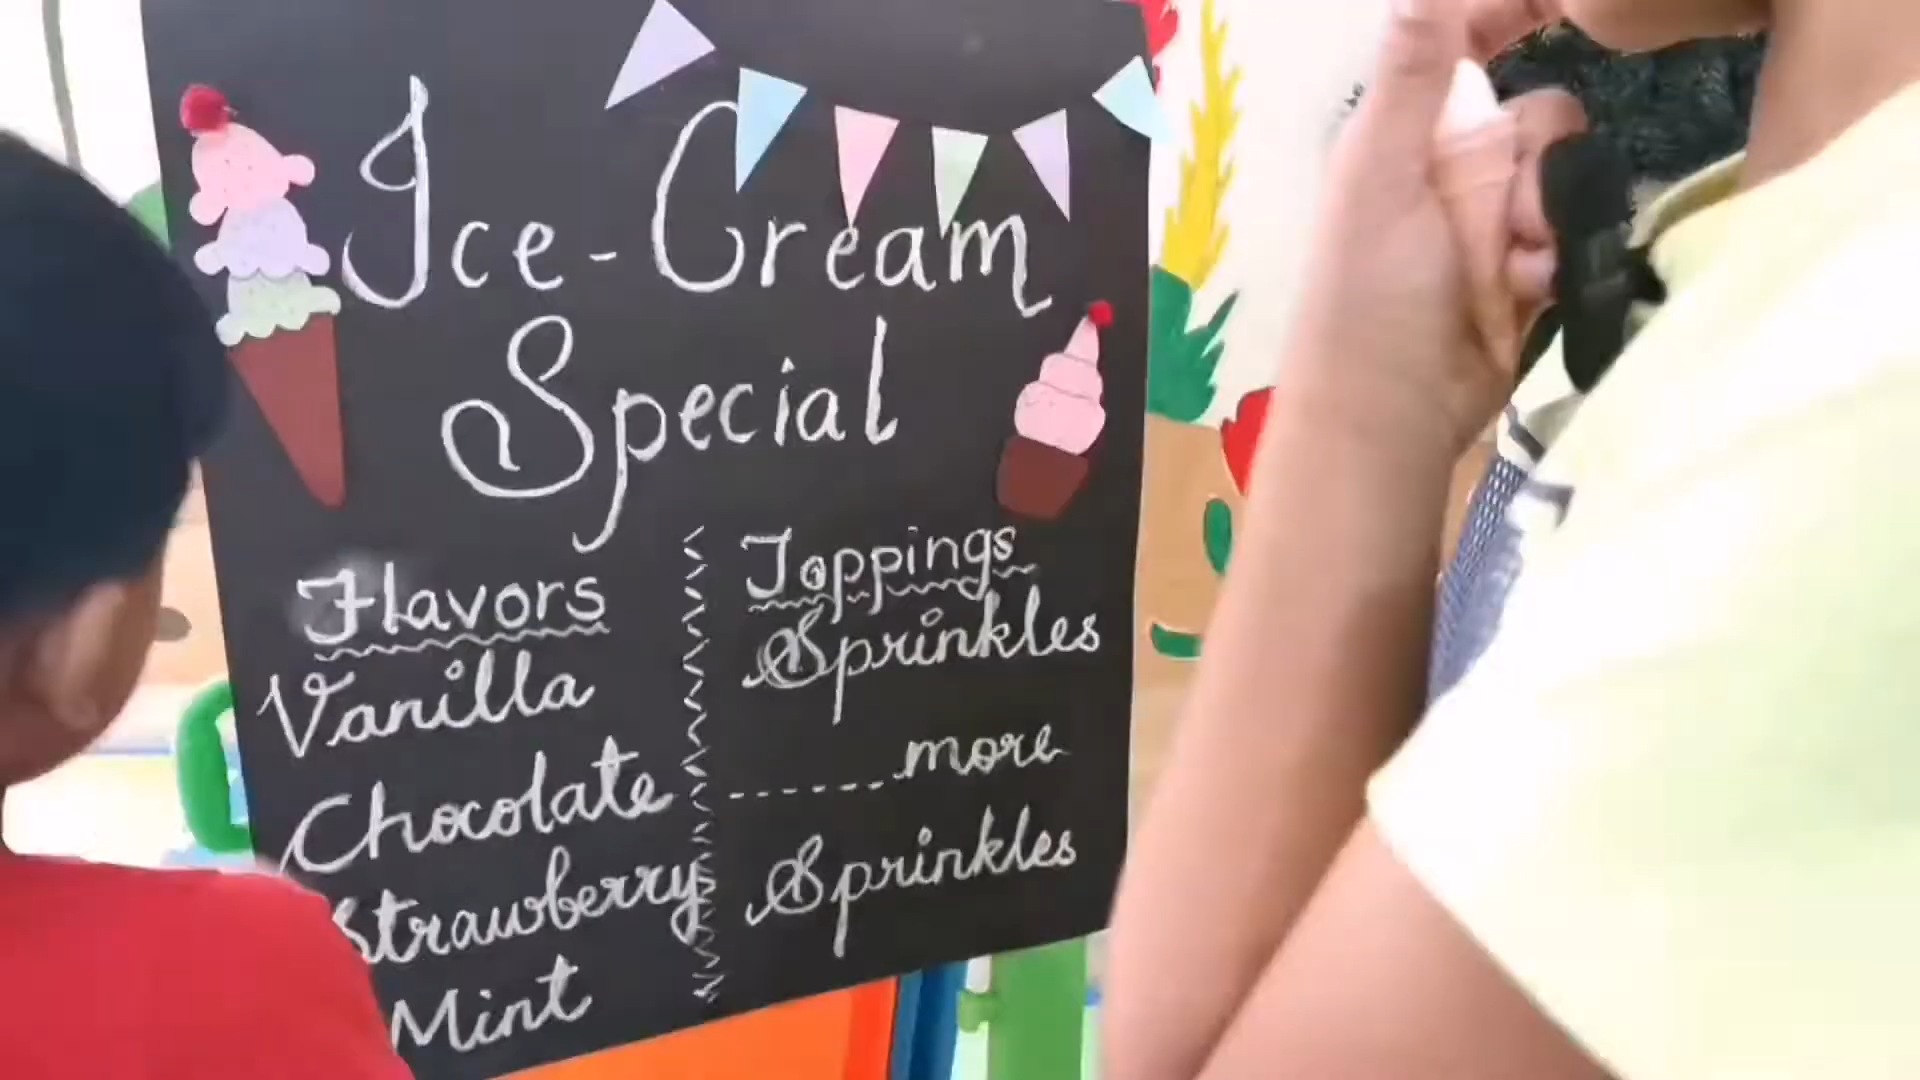 Ice-Cream
Special
Flavors
Vanilla
Chocolate
Strawberry
Mint
Toppings
Sprinkles
------more
Sprinkles